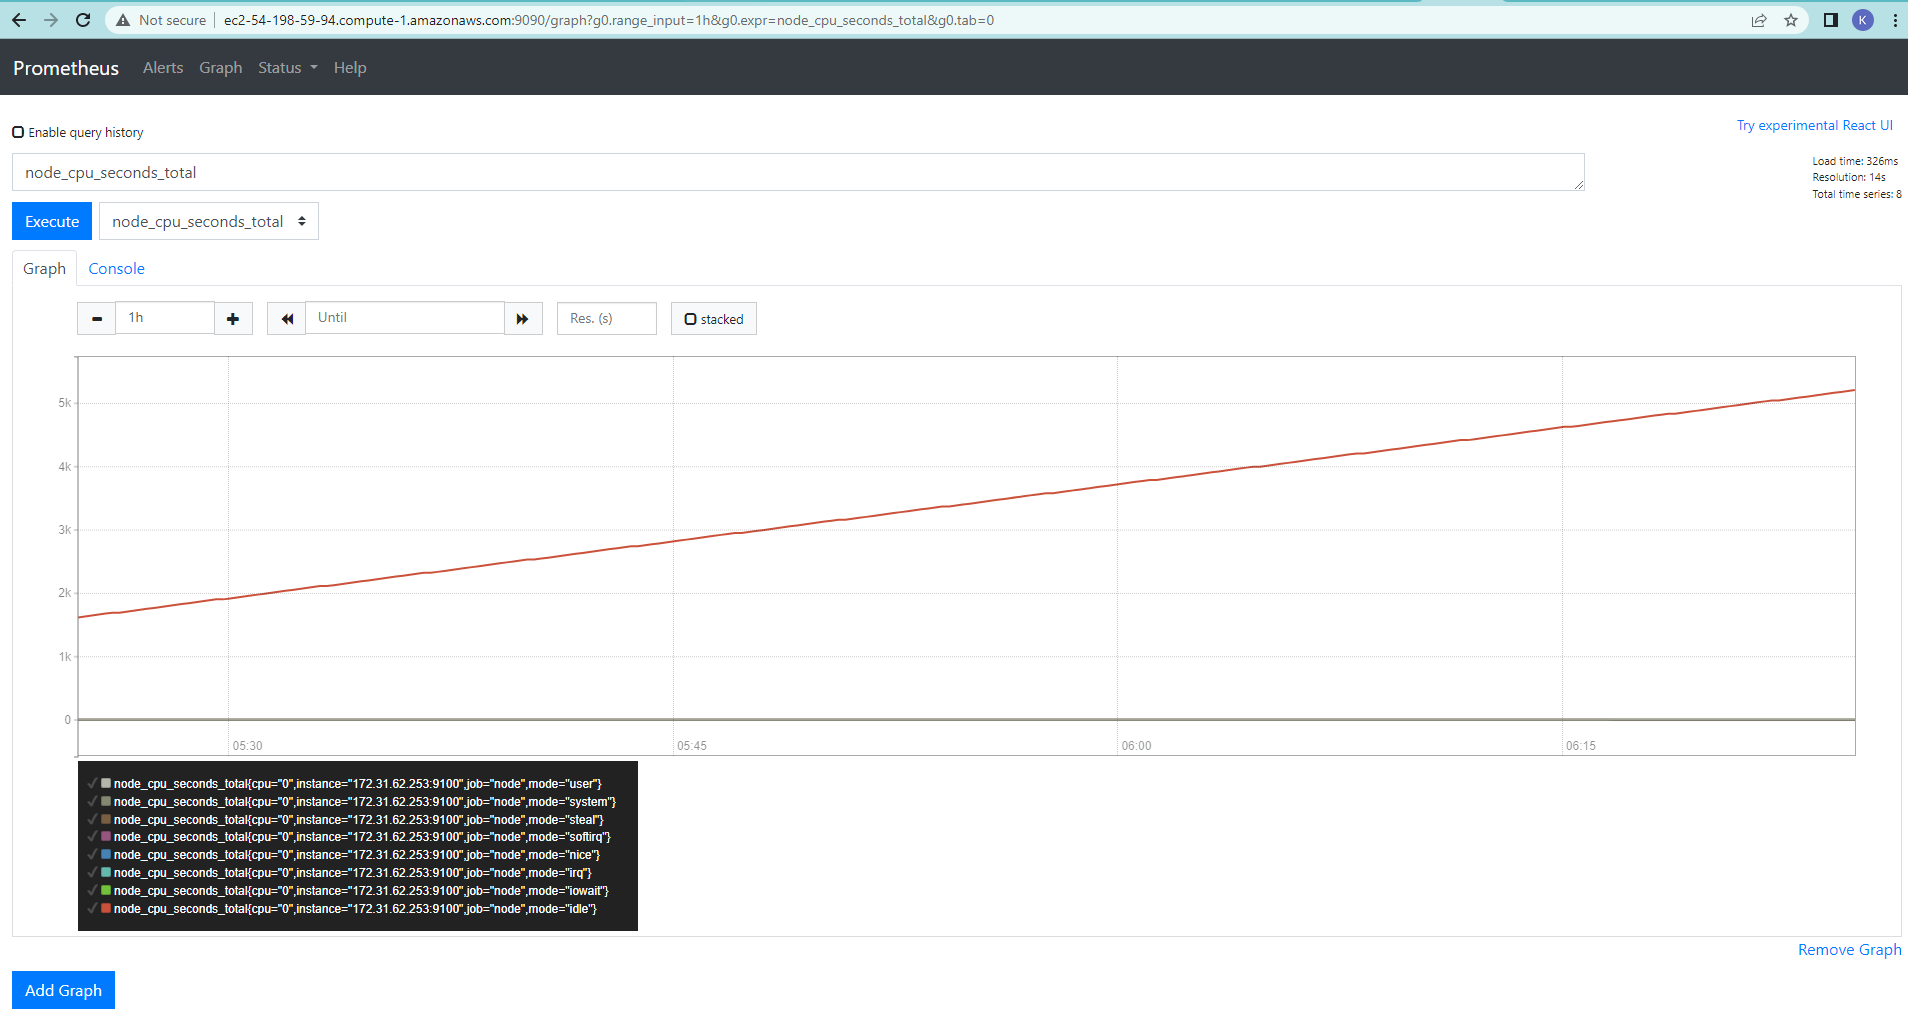 Not secure ec2-54-198-59-94.compute-1.amazonaws.com:9090/graph?g0.range_input=1h&g0.expr=node_cpu_seconds_total&g0.tab=0 K
Prometheus Alerts Graph Status Help
Enable query history
Try experimental React UI
node_cpu_seconds_total
Load time: 326ms
Resolution: 14s
Total time series: 8
Execute node_cpu_seconds_total
Graph Console
1h Until Res. (s) stacked
5k
4k
3k
2k
1k
0
05:30 05:45 06:00 06:15
node_cpu_seconds_total{cpu="0",instance="172.31.62.253:9100",job="node",mode="user"}
node_cpu_seconds_total{cpu="0",instance="172.31.62.253:9100",job="node",mode="system"}
node_cpu_seconds_total{cpu="0",instance="172.31.62.253:9100",job="node",mode="steal"}
node_cpu_seconds_total{cpu="0",instance="172.31.62.253:9100",job="node",mode="softirq"}
node_cpu_seconds_total{cpu="0",instance="172.31.62.253:9100",job="node",mode="nice"}
node_cpu_seconds_total{cpu="0",instance="172.31.62.253:9100",job="node",mode="irq"}
node_cpu_seconds_total{cpu="0",instance="172.31.62.253:9100",job="node",mode="iowait"}
node_cpu_seconds_total{cpu="0",instance="172.31.62.253:9100",job="node",mode="idle"}
Remove Graph
Add Graph